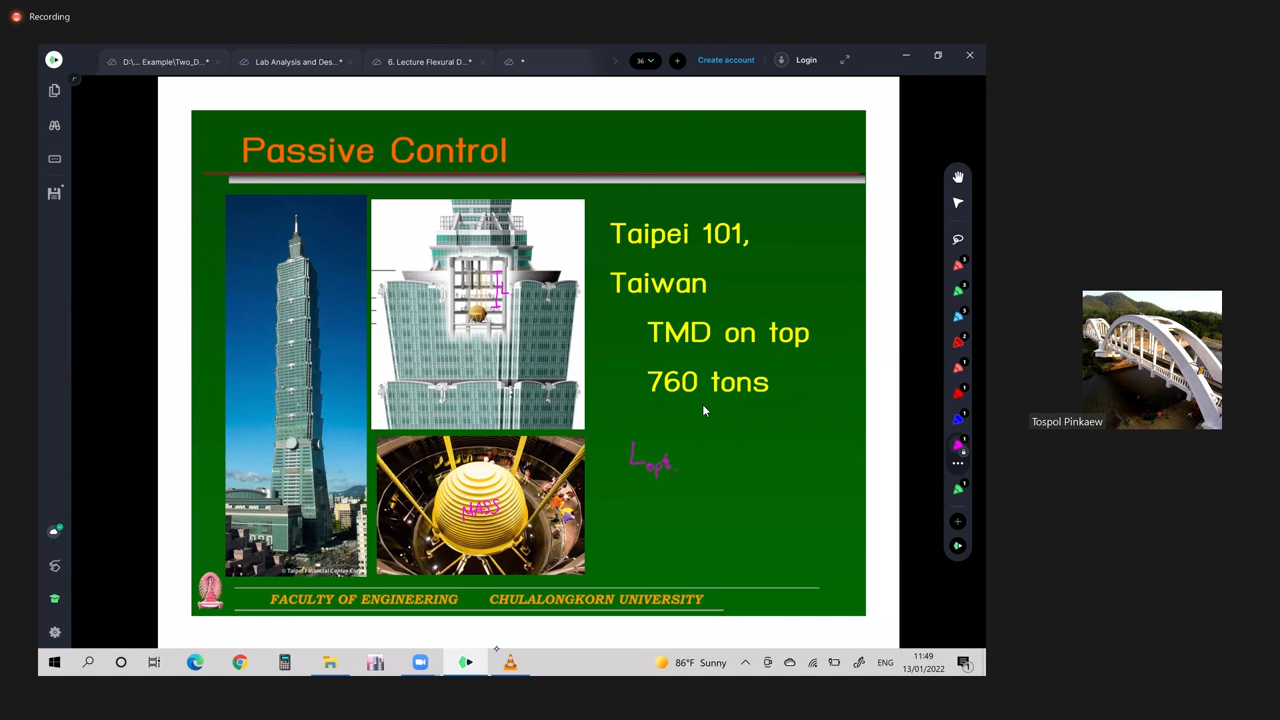 Recording
D:\... Example\Two_D...*
Lab Analysis and Des...*
6. Lecture Flexural D...*
36
Create account
Login
Passive Control
Taipei 101,
Taiwan
TMD on top
760 tons
L
Lopt.
MASS
FACULTY OF ENGINEERING CHULALONGKORN UNIVERSITY
Tospol Pinkaew
86°F Sunny
ENG
11:49
13/01/2022